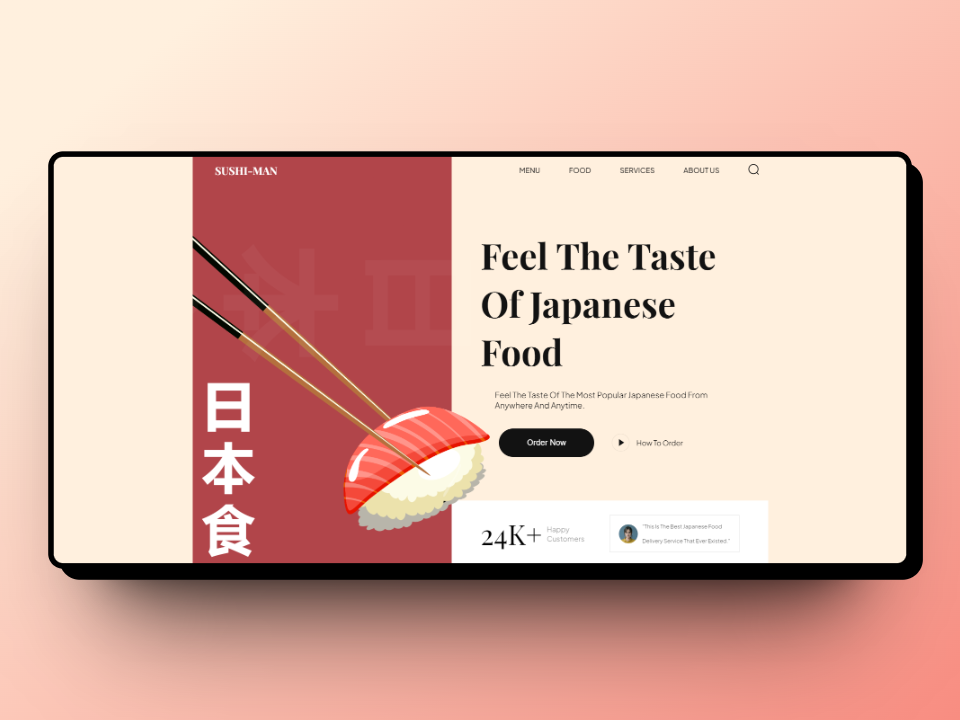 SUSHI-MAN
MENU FOOD SERVICES ABOUT US
Feel The Taste
Of Japanese
Food
Feel The Taste Of The Most Popular Japanese Food From
Anywhere And Anytime.
Order Now
How To Order
日
本
食
24K+
Happy
Customers
"This Is The Best Japanese Food
Delivery Service That Ever Existed."